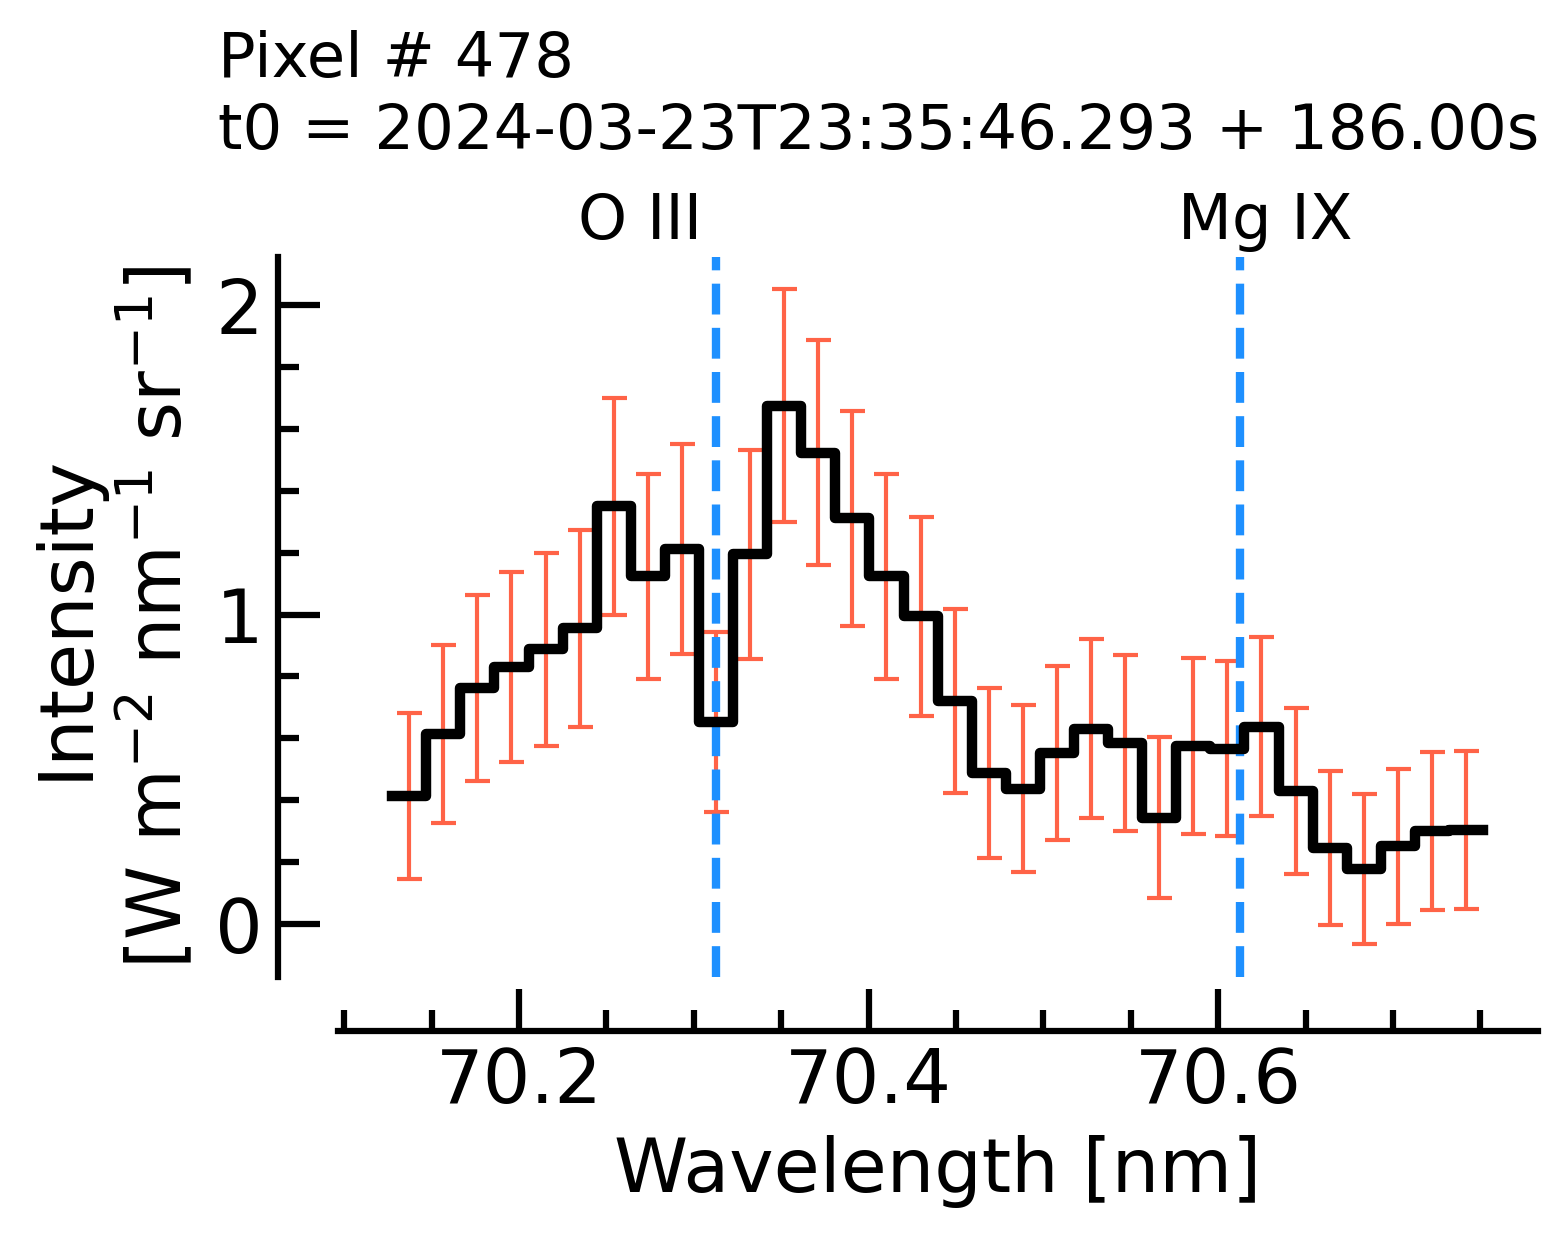 Pixel # 478
t0 = 2024-03-23T23:35:46.293 + 186.00s
O III
Mg IX
Intensity
[W m⁻² nm⁻¹ sr⁻¹]
2
1
0
70.2 70.4 70.6
Wavelength [nm]